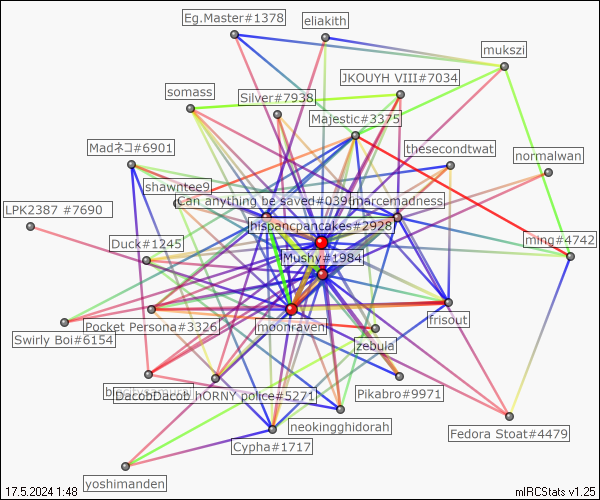 Eg.Master#1378
eliakith
mukszi
JKOUYH VIII#7034
somass
Silver#7938
Majestic#3375
Madネコ#6901
thesecondtwat
normalwan
shawntee9
Can anything be saved#039
marcemadness
LPK2387 #7690
hispancpancakes#2928
Duck#1245
ming#4742
Mushy#1984
Pocket Persona#3326
moonraven
frisout
Swirly Boi#6154
zebula
DacobDacob
hORNY police#5271
Pikabro#9971
neokingghidorah
Fedora Stoat#4479
Cypha#1717
yoshimanden
17.5.2024 1:48
mIRCStats v1.25